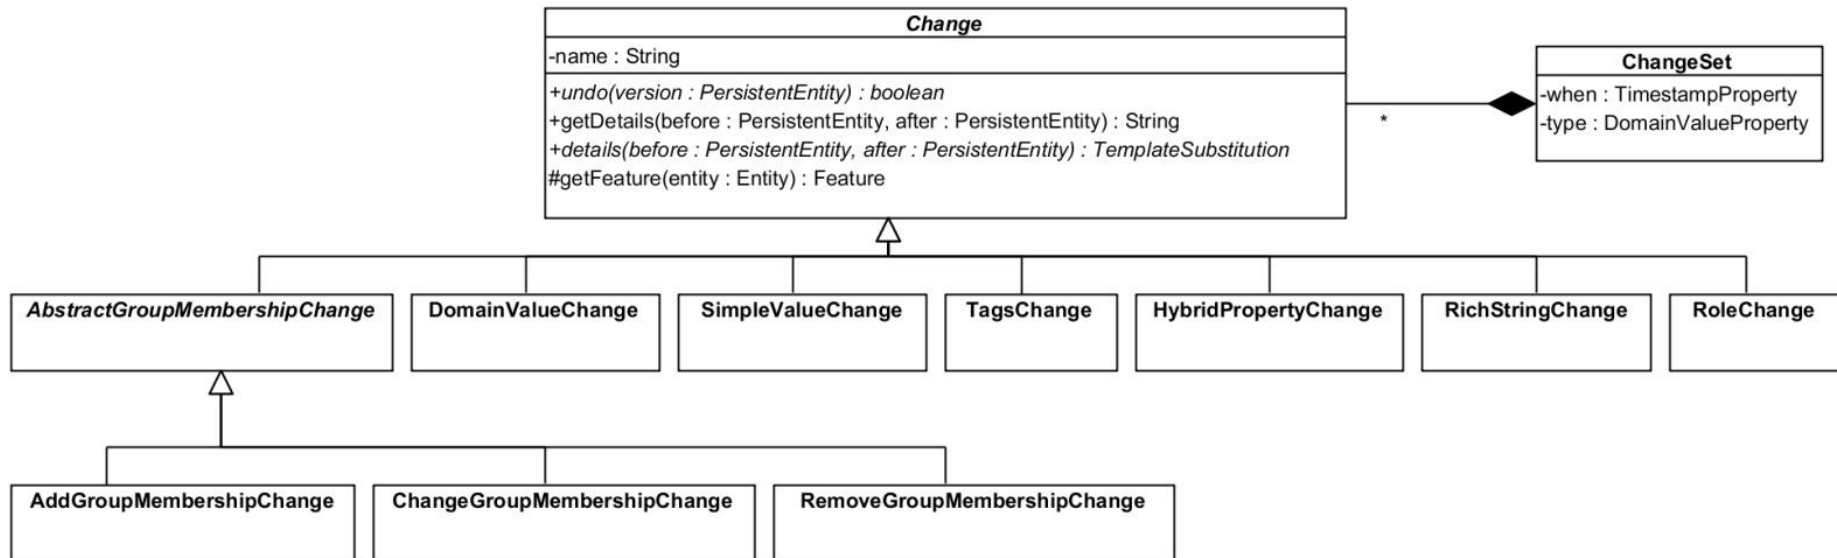 Change
-name : String
+undo(version : PersistentEntity) : boolean
+getDetails(before : PersistentEntity, after : PersistentEntity) : String
+details(before : PersistentEntity, after : PersistentEntity) : TemplateSubstitution
#getFeature(entity : Entity) : Feature
ChangeSet
-when : TimestampProperty
-type : DomainValueProperty
*
AbstractGroupMembershipChange
DomainValueChange
SimpleValueChange
TagsChange
HybridPropertyChange
RichStringChange
RoleChange
AddGroupMembershipChange
ChangeGroupMembershipChange
RemoveGroupMembershipChange